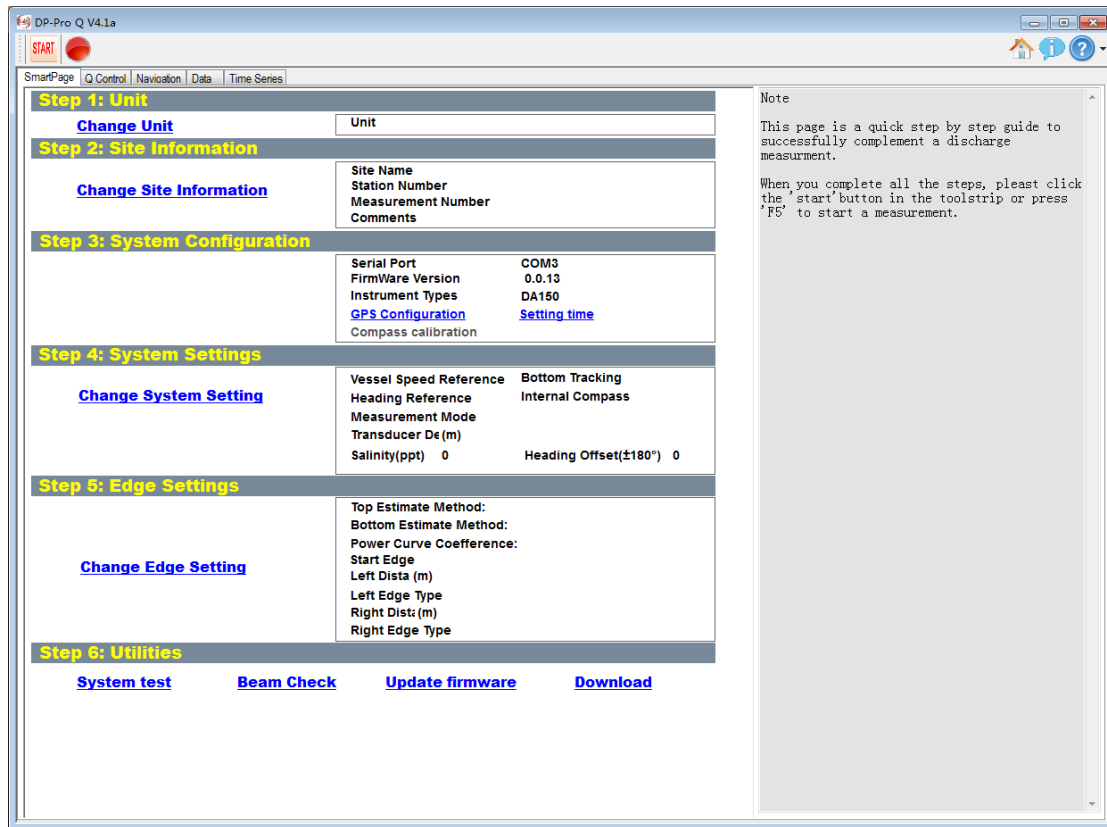 DP-Pro Q V4.1a
START
SmartPage Q Control Navigation Data Time Series
Step 1: Unit
Change Unit
Unit
Step 2: Site Information
Change Site Information
Site Name
Station Number
Measurement Number
Comments
Step 3: System Configuration
Serial Port COM3
FirmWare Version 0.0.13
Instrument Types DA150
GPS Configuration Setting time
Compass calibration
Step 4: System Settings
Change System Setting
Vessel Speed Reference Bottom Tracking
Heading Reference Internal Compass
Measurement Mode
Transducer De (m)
Salinity(ppt) 0 Heading Offset(±180°) 0
Step 5: Edge Settings
Change Edge Setting
Top Estimate Method:
Bottom Estimate Method:
Power Curve Coefference:
Start Edge
Left Dista (m)
Left Edge Type
Right Dista (m)
Right Edge Type
Step 6: Utilities
System test Beam Check Update firmware Download
Note
This page is a quick step by step guide to
successfully complement a discharge
measurment.
When you complete all the steps, pleast click
the 'start' button in the toolstrip or press
'F5' to start a measurement.